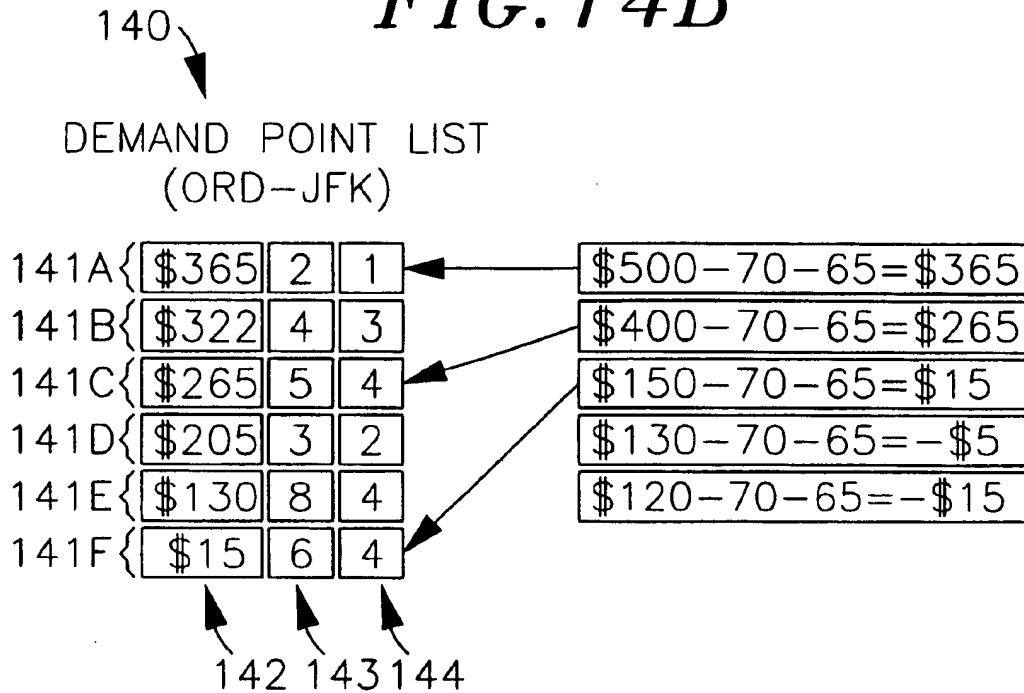 FIG. 14B
140
DEMAND POINT LIST
(ORD-JFK)
141A{ $365 2 1
$500-70-65=$365
141B{ $322 4 3
$400-70-65=$265
141C{ $265 5 4
$150-70-65=$15
141D{ $205 3 2
$130-70-65=-$5
141E{ $130 8 4
$120-70-65=-$15
141F{ $15 6 4
142 143 144